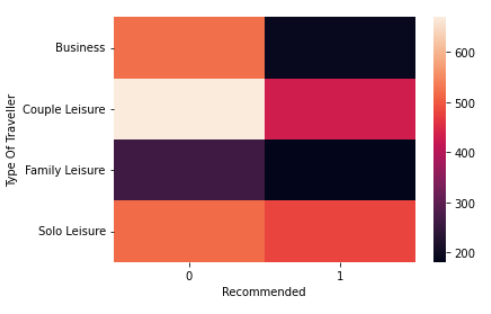 Business
Couple Leisure
Family Leisure
Solo Leisure
Type Of Traveller
0
1
Recommended
600
500
400
300
200